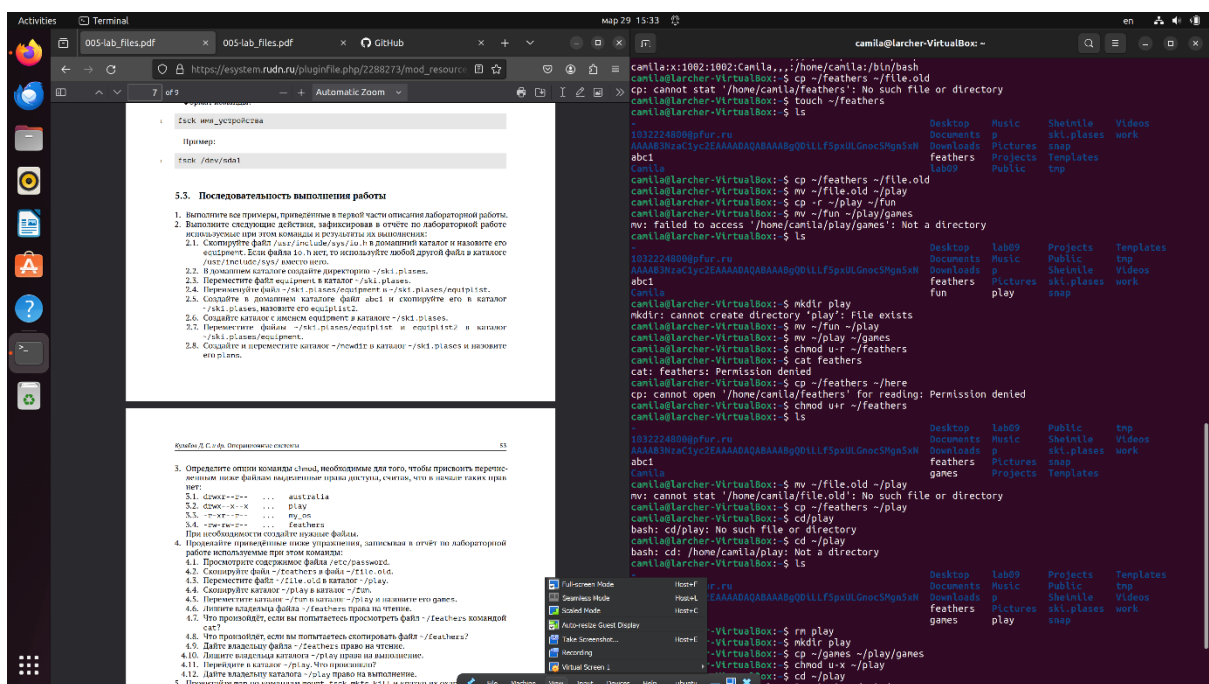 Activities
Terminal
мар 29 15:33
en
005-lab_files.pdf × 005-lab_files.pdf × GitHub ×
https://esystem.rudn.ru/pluginfile.php/2288273/mod_resource
7 of 9 Automatic Zoom
Формат команды:
1 fsck имя_устройства
Пример:
1 fsck /dev/sda1
5.3. Последовательность выполнения работы
1. Выполните все примеры, приведённые в первой части описания лабораторной работы.
2. Выполните следующие действия, зафиксировав в отчёте по лабораторной работе
используемые при этом команды и результаты их выполнения:
2.1. Скопируйте файл /usr/include/sys/io.h в домашний каталог и назовите его
equipment. Если файла io.h нет, то используйте любой другой файл в каталоге
/usr/include/sys/ вместо него.
2.2. В домашнем каталоге создайте директорию ~/ski.plases.
2.3. Переместите файл equipment в каталог ~/ski.plases.
2.4. Переименуйте файл ~/ski.plases/equipment в ~/ski.plases/equiplist.
2.5. Создайте в домашнем каталоге файл abc1 и скопируйте его в каталог
~/ski.plases, назовите его equiplist2.
2.6. Создайте каталог с именем equipment в каталоге ~/ski.plases.
2.7. Переместите файлы ~/ski.plases/equiplist и equiplist2 в каталог
~/ski.plases/equipment.
2.8. Создайте и переместите каталог ~/newdir в каталог ~/ski.plases и назовите
его plans.
Кулябов Д. С. и др. Операционные системы 53
3. Определите опции команды chmod, необходимые для того, чтобы присвоить перечис-
ленным ниже файлам выделенные права доступа, считая, что в начале таких прав
нет:
3.1. drwxr--r-- ... australia
3.2. drwx--x--x ... play
3.3. -r-xr--r-- ... my_os
3.4. -rw-rw-r-- ... feathers
При необходимости создайте нужные файлы.
4. Проделайте приведённые ниже упражнения, записывая в отчёт по лабораторной
работе используемые при этом команды:
4.1. Просмотрите содержимое файла /etc/password.
4.2. Скопируйте файл ~/feathers в файл ~/file.old.
4.3. Переместите файл ~/file.old в каталог ~/play.
4.4. Скопируйте каталог ~/play в каталог ~/fun.
4.5. Переместите каталог ~/fun в каталог ~/play и назовите его games.
4.6. Лишите владельца файла ~/feathers права на чтение.
4.7. Что произойдёт, если вы попытаетесь просмотреть файл ~/feathers командой
cat?
4.8. Что произойдёт, если вы попытаетесь скопировать файл ~/feathers?
4.9. Дайте владельцу файла ~/feathers право на чтение.
4.10. Лишите владельца каталога ~/play права на выполнение.
4.11. Перейдите в каталог ~/play. Что произошло?
4.12. Дайте владельцу каталога ~/play право на выполнение.
Full-screen Mode Host+F
Seamless Mode Host+L
Scaled Mode Host+C
Auto-resize Guest Display
Take Screenshot... Host+E
Recording
Virtual Screen 1
File Machine View Input Devices Help ubuntu
camila@larcher-VirtualBox: ~
camila:x:1002:1002:Camila,,,:/home/camila:/bin/bash
camila@larcher-VirtualBox:~$ cp ~/feathers ~/file.old
cp: cannot stat '/home/camila/feathers': No such file or directory
camila@larcher-VirtualBox:~$ touch ~/feathers
camila@larcher-VirtualBox:~$ ls
- Desktop Music Sheimile Videos
1032224800@pfur.ru Documents p ski.plases work
Downloads Pictures snap
abc1 feathers Projects Templates
Camila lab09 Public tmp
camila@larcher-VirtualBox:~$ cp ~/feathers ~/file.old
camila@larcher-VirtualBox:~$ mv ~/file.old ~/play
camila@larcher-VirtualBox:~$ cp -r ~/play ~/fun
camila@larcher-VirtualBox:~$ mv ~/fun ~/play/games
mv: failed to access '/home/camila/play/games': Not a directory
camila@larcher-VirtualBox:~$ ls
- Desktop lab09 Projects Templates
1032224800@pfur.ru Documents Music Public tmp
Downloads p Sheimile Videos
abc1 feathers Pictures ski.plases work
Camila fun play snap
camila@larcher-VirtualBox:~$ mkdir play
mkdir: cannot create directory ‘play’: File exists
camila@larcher-VirtualBox:~$ mv ~/fun ~/play
camila@larcher-VirtualBox:~$ mv ~/play ~/games
camila@larcher-VirtualBox:~$ chmod u-r ~/feathers
camila@larcher-VirtualBox:~$ cat feathers
cat: feathers: Permission denied
camila@larcher-VirtualBox:~$ cp ~/feathers ~/here
cp: cannot open '/home/camila/feathers' for reading: Permission denied
camila@larcher-VirtualBox:~$ chmod u+r ~/feathers
camila@larcher-VirtualBox:~$ ls
- Desktop lab09 Public tmp
1032224800@pfur.ru Documents Music Sheimile Videos
Downloads p ski.plases work
abc1 feathers Pictures snap
Camila games Projects Templates
camila@larcher-VirtualBox:~$ mv ~/file.old ~/play
mv: cannot stat '/home/camila/file.old': No such file or directory
camila@larcher-VirtualBox:~$ cp ~/feathers ~/play
camila@larcher-VirtualBox:~$ cd/play
bash: cd/play: No such file or directory
camila@larcher-VirtualBox:~$ cd ~/play
bash: cd: /home/camila/play: Not a directory
camila@larcher-VirtualBox:~$ ls
Desktop lab09 Projects Templates
ur.ru Documents Music Public tmp
Downloads p Sheimile Videos
feathers Pictures ski.plases work
games play snap
-VirtualBox:~$ rm play
-VirtualBox:~$ mkdir play
-VirtualBox:~$ cp ~/games ~/play/games
-VirtualBox:~$ chmod u-x ~/play
-VirtualBox:~$ cd ~/play